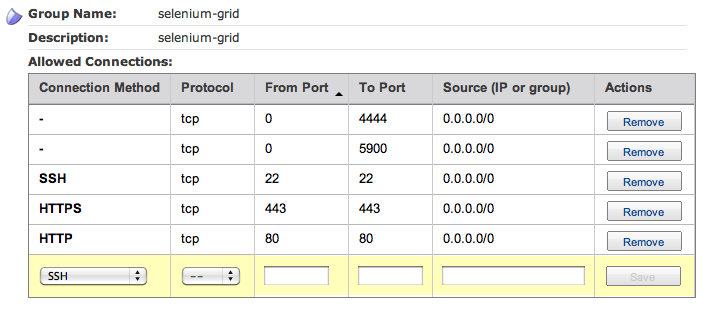 Group Name: selenium-grid
Description: selenium-grid
Allowed Connections:
Connection Method Protocol From Port To Port Source (IP or group) Actions
- tcp 0 4444 0.0.0.0/0 Remove
- tcp 0 5900 0.0.0.0/0 Remove
SSH tcp 22 22 0.0.0.0/0 Remove
HTTPS tcp 443 443 0.0.0.0/0 Remove
HTTP tcp 80 80 0.0.0.0/0 Remove
SSH -- Save